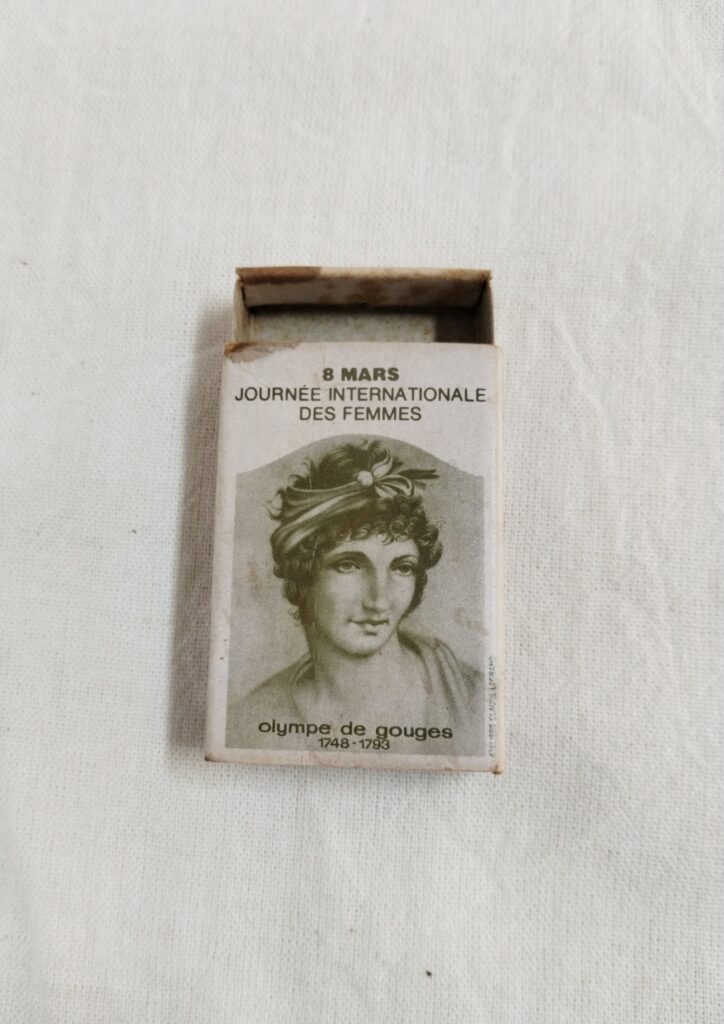 8 MARS
JOURNÉE INTERNATIONALE
DES FEMMES
olympe de gouges
1748-1793